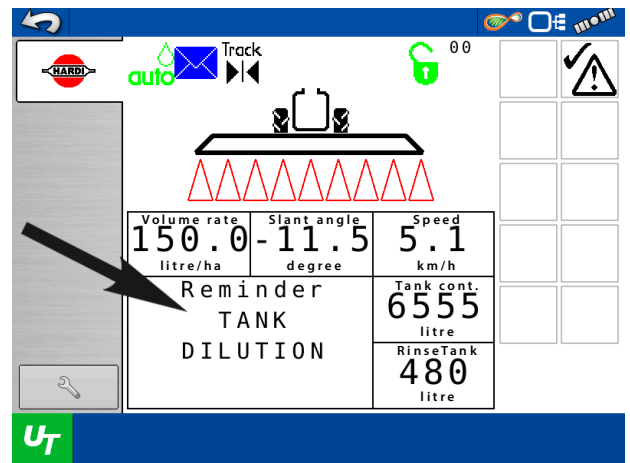 Track
00
HARDI
auto
Volume rate
150.0
litre/ha
Slant angle
-11.5
degree
Speed
5.1
km/h
Reminder
TANK
DILUTION
Tank cont.
6555
litre
RinseTank
480
litre
UT